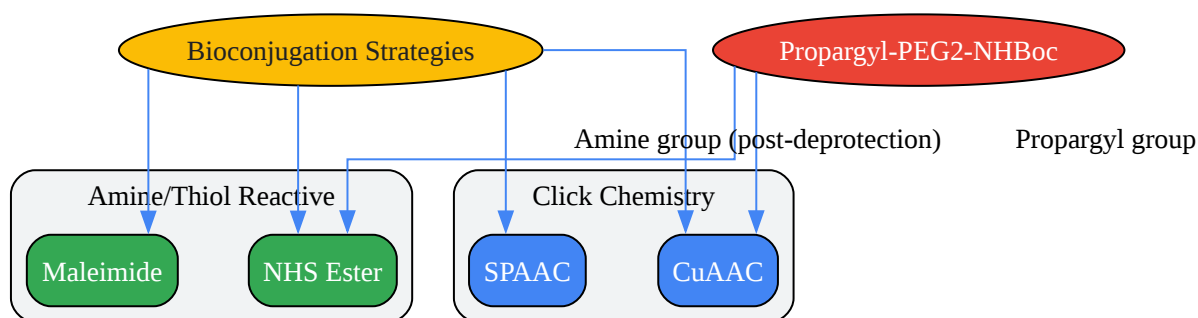 Bioconjugation Strategies
Propargyl-PEG2-NHBoc
Amine group (post-deprotection)
Propargyl group
Amine/Thiol Reactive
Click Chemistry
Maleimide
NHS Ester
SPAAC
CuAAC